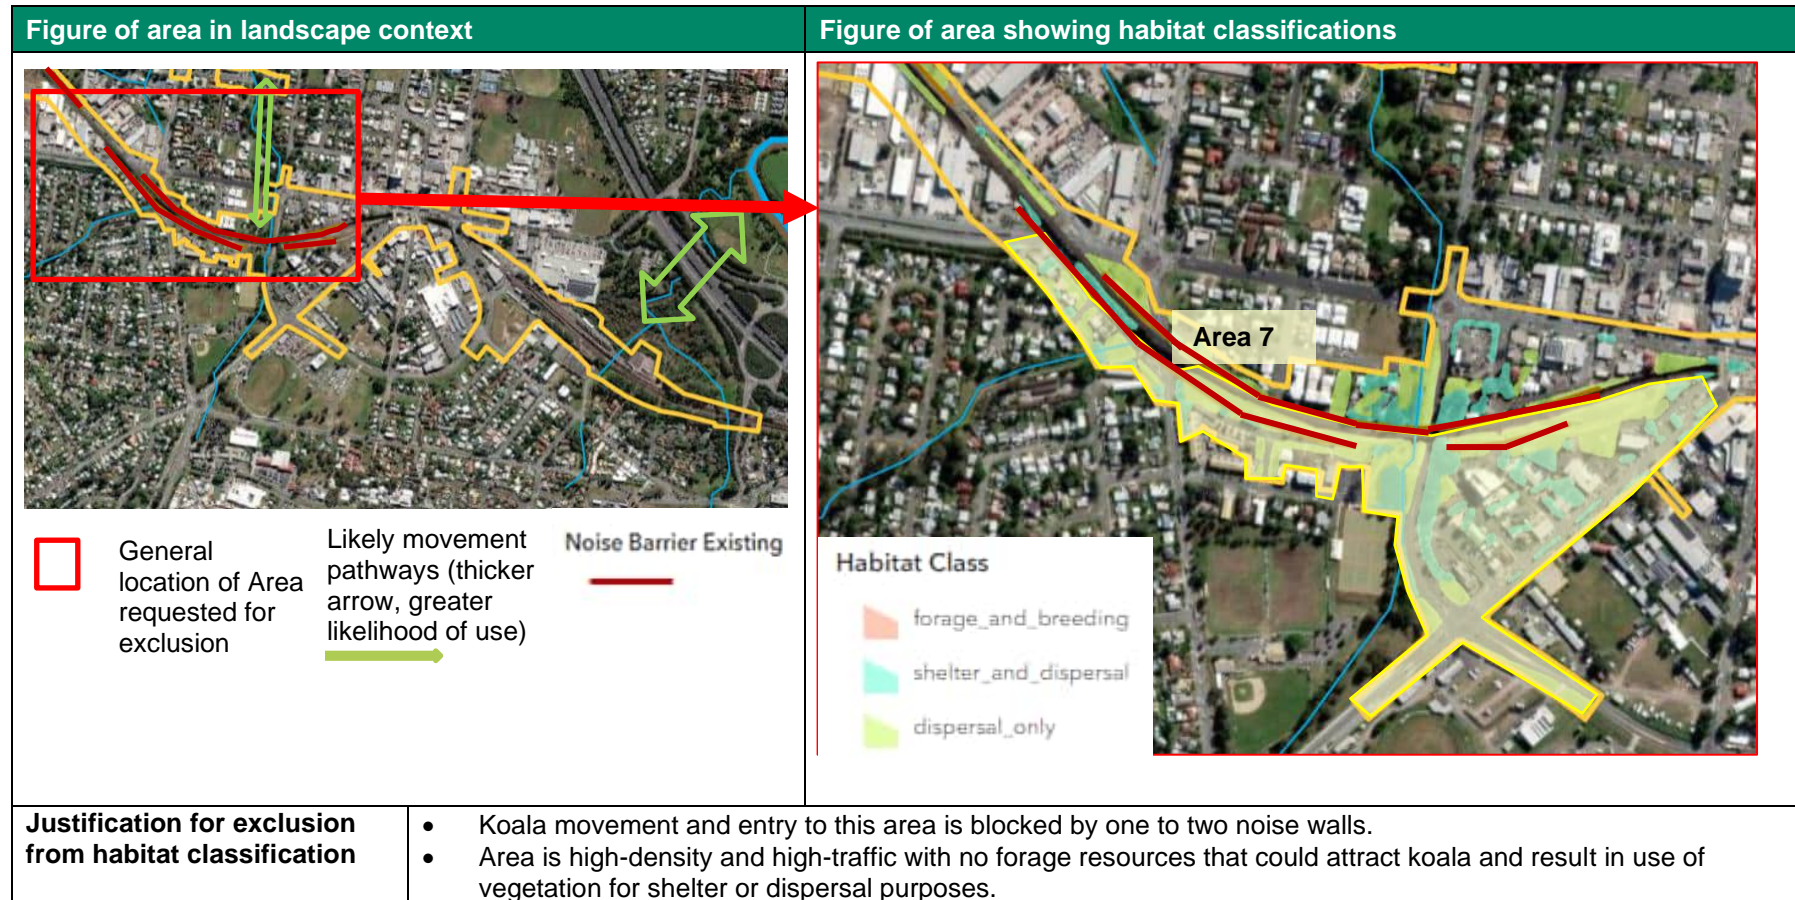 Figure of area in landscape context
Figure of area showing habitat classifications
General
location of Area
requested for
exclusion
Likely movement
pathways (thicker
arrow, greater
likelihood of use)
Noise Barrier Existing
Area 7
Habitat Class
forage_and_breeding
shelter_and_dispersal
dispersal_only
Justification for exclusion
from habitat classification
• Koala movement and entry to this area is blocked by one to two noise walls.
• Area is high-density and high-traffic with no forage resources that could attract koala and result in use of
vegetation for shelter or dispersal purposes.